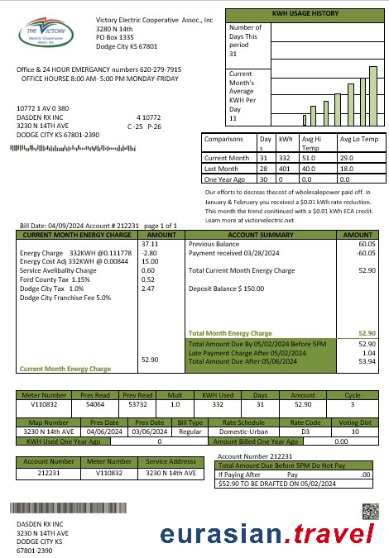 THE VICTORY
Electric Cooperative
Victory Electric Cooperative Assoc., Inc
3280 N 14th
PO Box 1335
Dodge City KS 67801
Office & 24 HOUR EMERGANCY numbers 620-279-7915
OFFICE HOURSE 8:00 AM- 5:00 PM MONDAY-FRIDAY
KWH USAGE HISTORY
Number of
Days This
period
31
Current
Month's
Average
KWH Per
Day
11
10772 1 AV 0 380
DASDEN RX INC 4 10772
3230 N 14TH AVE C -25 P-26
DODGE CITY KS 67801-2390
Comparisons Day s kWh Avg Hi Temp Avg Lo Temp
Current Month 31 332 51.0 29.0
Last Month 28 401 40.0 18.0
One Year Ago 30 0 0.0 0.0
Our efforts to decreas thecost of wholesalepower paid off. In
January & February you received a $0.01 kWh rate reduction.
This month the trend conitinued with a $0.01 kWh ECA credit.
Learn more at victorielectric.net
Bill Date: 04/09/2024 Account # 212231 page 1 of 1
CURRENT MONTH ENERGY CHARGE AMOUNT ACCOUNT SUMMARY AMOUNT
37.11 Previous Balance 60.05
Energy Charge 332KWH @0.111778 -2.80 Payment received 03/28/2024 -60.05
Energy Cost Adj 332KWH @ 0.00844 15.00
Service Avelibality Charge 0.60 Total Current Month Charge 52.90
Ford County Tax 1.15% 0.52
Dodge City Tax 1.0% 2.47 Deposit Balance $ 150.00
Dodge City Franchise Fee 5.0%
Total Month Energy Charge 52.90
Total Amount Due By 05/02/2024 Before 5PM 52.90
Late Payment Charge After 05/02/2024 1.04
52.90 Total Amount Due After 05/06/2024 53.94
Current Month Energy Charge
Meter Number Pres Read Prev Read Mult KWH Used Days Amount Cycle
V110832 54064 53732 1.0 332 31 52.90 3
Map Number Pres Date Prev Date Bill Type Rate Schedule Rate Code Voting Dist
3230 N 14th AVE 04/06/2024 03/06/2024 Regular Domestic-Urban D3 10
KWH Used One Year Ago 0 Amount Billed One Year Ago 0.00
Account Number Meter Number Service Addresss
212231 V110832 3230 N 14TH AVE
Account Number 212231
Total Amount Due Before 5PM Do Not Pay
If Paying After Pay .00
$52.90 TO BE DRAFTED ON 05/02/2024
DASDEN RX INC
3230 N 14TH AVE
DODGE CITY KS
67801-2390
eurasian.travel